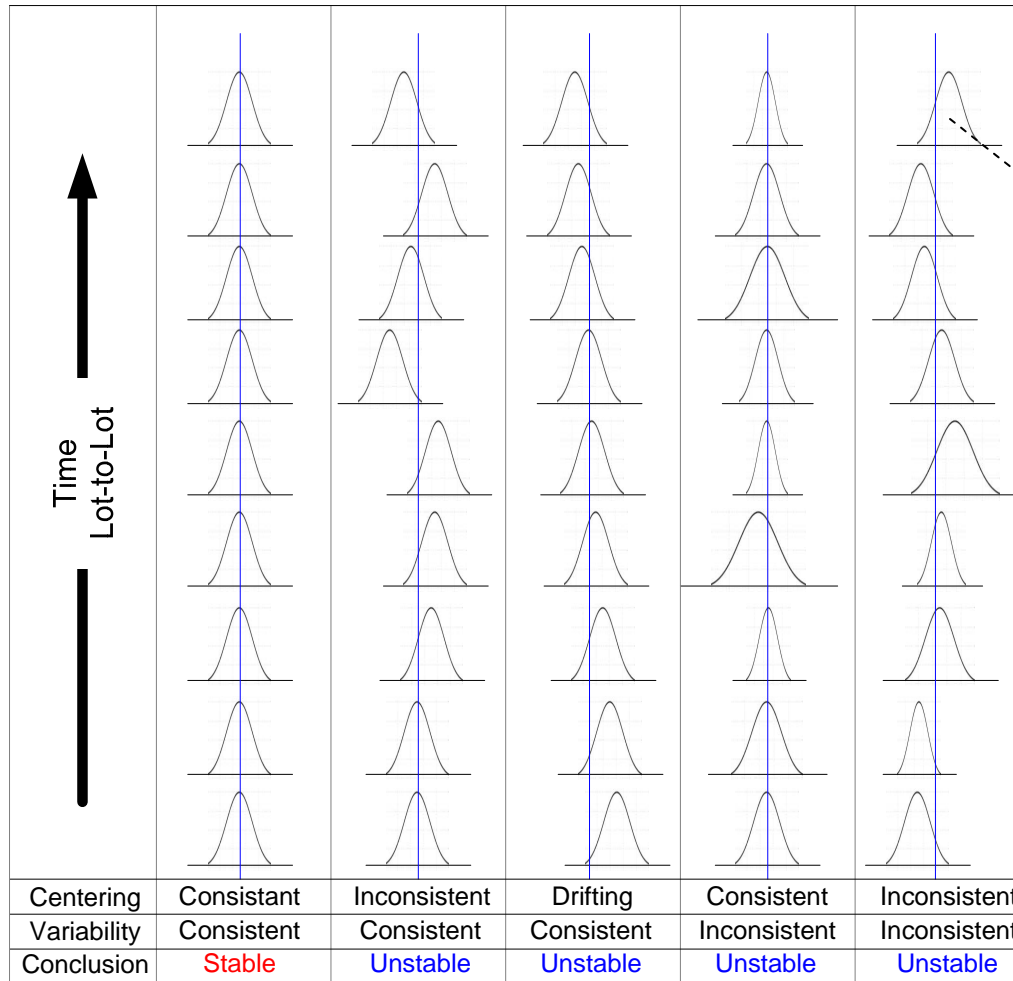 Time
Lot-to-Lot
Centering Consistant Inconsistent Drifting Consistent Inconsistent
Variability Consistent Consistent Consistent Inconsistent Inconsistent
Conclusion Stable Unstable Unstable Unstable Unstable